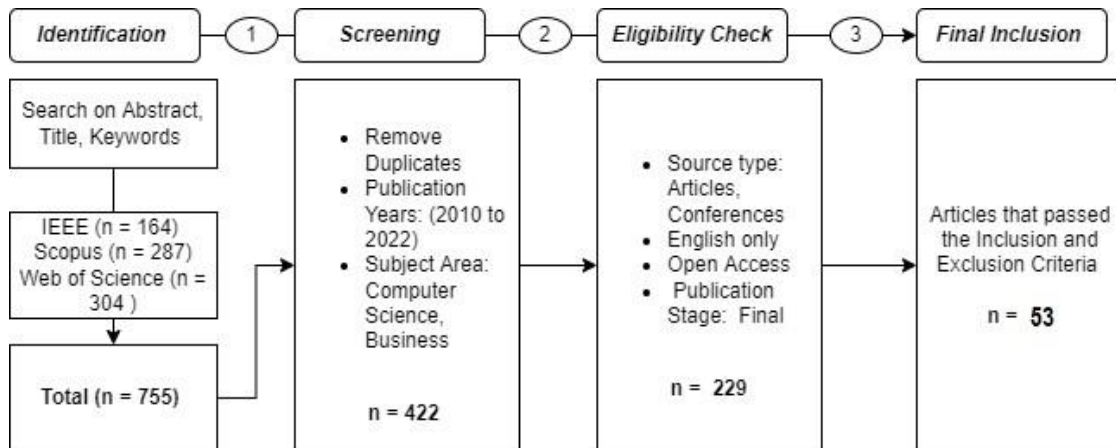 Identification
1
Screening
2
Eligibility Check
3
Final Inclusion
Search on Abstract,
Title, Keywords
IEEE (n = 164)
Scopus (n = 287)
Web of Science (n =
304 )
Total (n = 755)
• Remove
Duplicates
• Publication
Years: (2010 to
2022)
• Subject Area:
Computer
Science,
Business
n = 422
• Source type:
Articles,
Conferences
• English only
• Open Access
• Publication
Stage: Final
n = 229
Articles that passed
the Inclusion and
Exclusion Criteria
n = 53